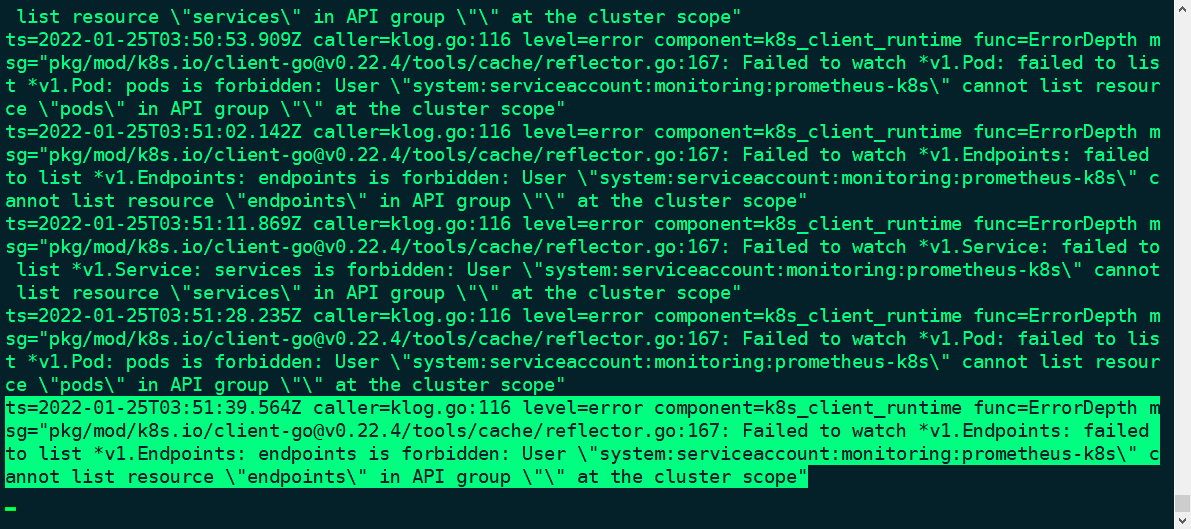 list resource \"services\" in API group \"\" at the cluster scope"
ts=2022-01-25T03:50:53.909Z caller=klog.go:116 level=error component=k8s_client_runtime func=ErrorDepth m
sg="pkg/mod/k8s.io/client-go@v0.22.4/tools/cache/reflector.go:167: Failed to watch *v1.Pod: failed to lis
t *v1.Pod: pods is forbidden: User \"system:serviceaccount:monitoring:prometheus-k8s\" cannot list resour
ce \"pods\" in API group \"\" at the cluster scope"
ts=2022-01-25T03:51:02.142Z caller=klog.go:116 level=error component=k8s_client_runtime func=ErrorDepth m
sg="pkg/mod/k8s.io/client-go@v0.22.4/tools/cache/reflector.go:167: Failed to watch *v1.Endpoints: failed
to list *v1.Endpoints: endpoints is forbidden: User \"system:serviceaccount:monitoring:prometheus-k8s\" c
annot list resource \"endpoints\" in API group \"\" at the cluster scope"
ts=2022-01-25T03:51:11.869Z caller=klog.go:116 level=error component=k8s_client_runtime func=ErrorDepth m
sg="pkg/mod/k8s.io/client-go@v0.22.4/tools/cache/reflector.go:167: Failed to watch *v1.Service: failed to
list *v1.Service: services is forbidden: User \"system:serviceaccount:monitoring:prometheus-k8s\" cannot
list resource \"services\" in API group \"\" at the cluster scope"
ts=2022-01-25T03:51:28.235Z caller=klog.go:116 level=error component=k8s_client_runtime func=ErrorDepth m
sg="pkg/mod/k8s.io/client-go@v0.22.4/tools/cache/reflector.go:167: Failed to watch *v1.Pod: failed to lis
t *v1.Pod: pods is forbidden: User \"system:serviceaccount:monitoring:prometheus-k8s\" cannot list resour
ce \"pods\" in API group \"\" at the cluster scope"
ts=2022-01-25T03:51:39.564Z caller=klog.go:116 level=error component=k8s_client_runtime func=ErrorDepth m
sg="pkg/mod/k8s.io/client-go@v0.22.4/tools/cache/reflector.go:167: Failed to watch *v1.Endpoints: failed
to list *v1.Endpoints: endpoints is forbidden: User \"system:serviceaccount:monitoring:prometheus-k8s\" c
annot list resource \"endpoints\" in API group \"\" at the cluster scope"